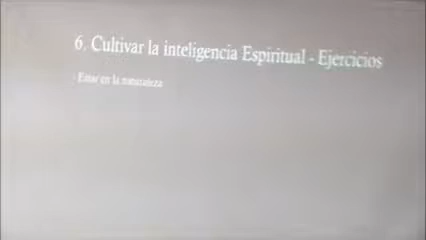 6. Cultivar la inteligencia Espiritual - Ejercicios
- Estar en la naturaleza